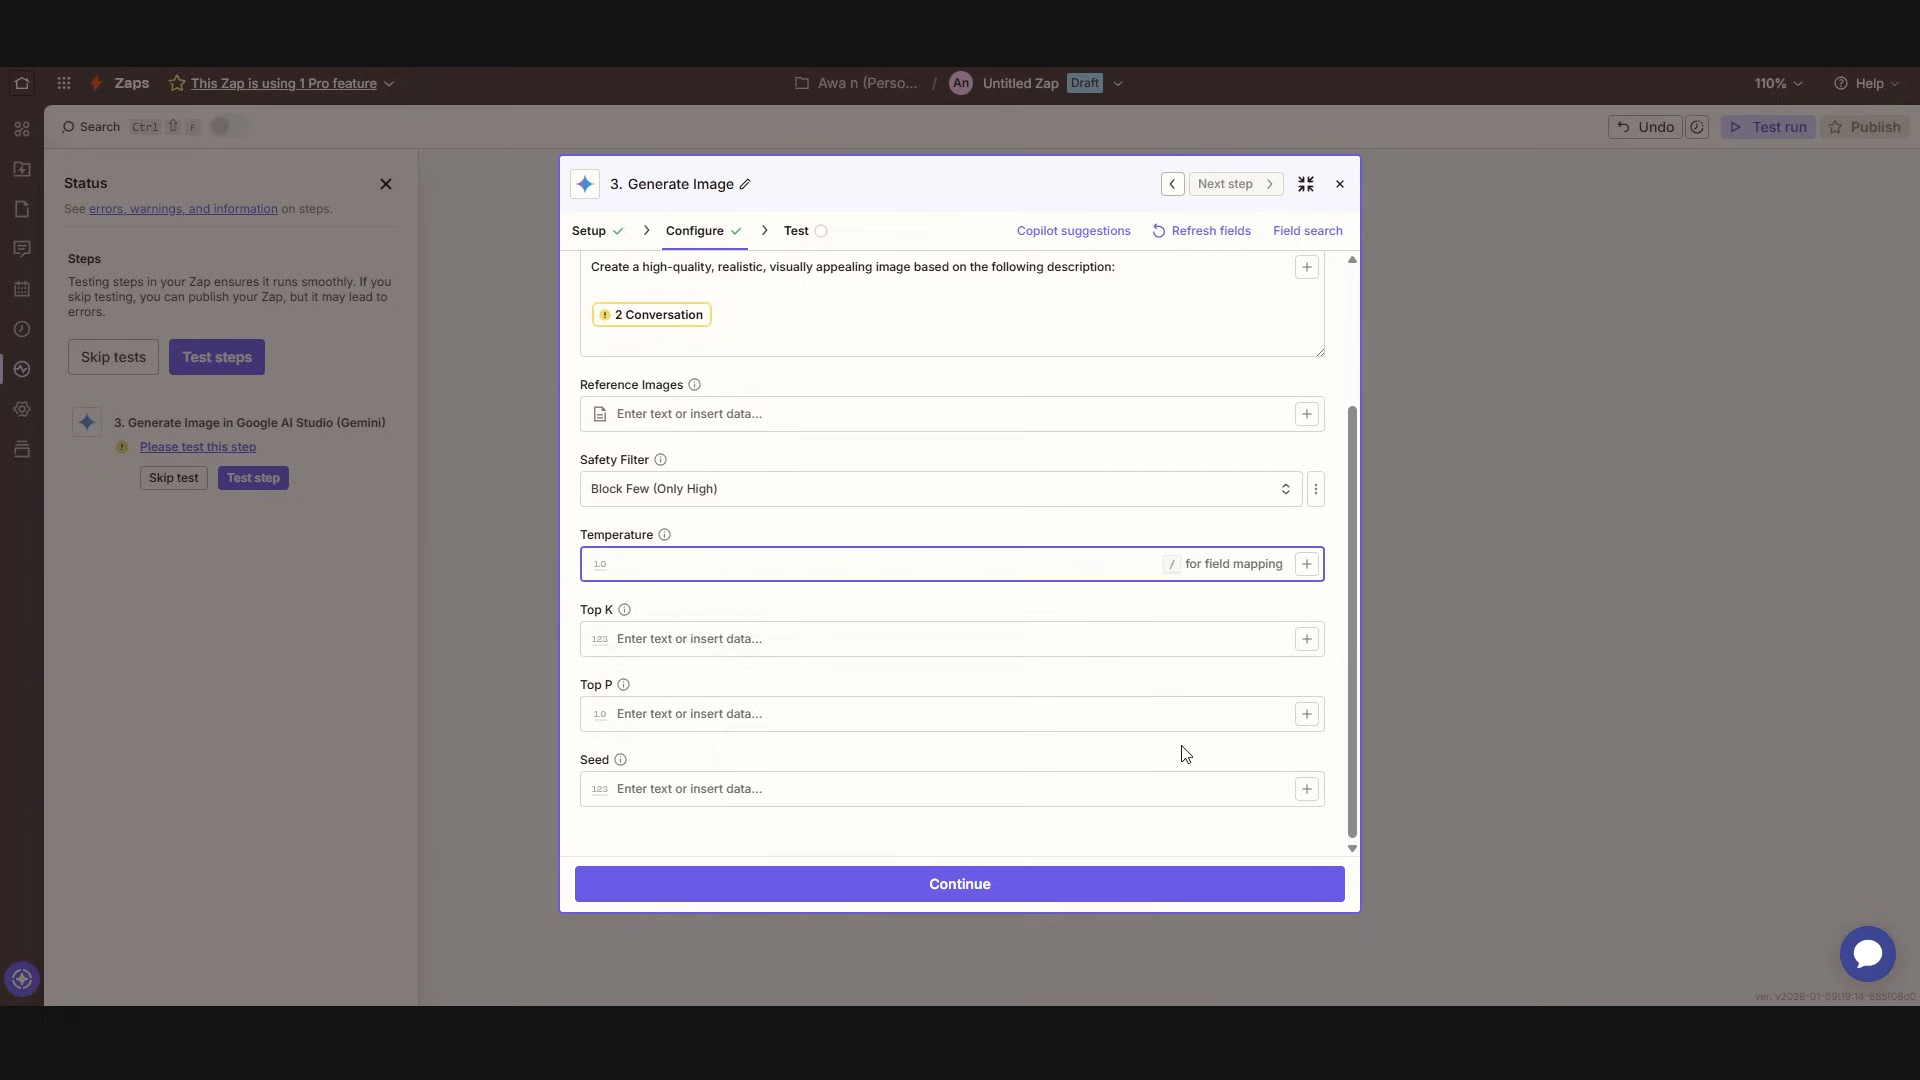 Zaps
This Zap is using 1 Pro feature
Awa n (Perso... / An Untitled Zap Draft
110%
Help
Search Ctrl ⇧ F
Undo
Test run
Publish
Status
See errors, warnings, and information on steps.
Steps
Testing steps in your Zap ensures it runs smoothly. If you
skip testing, you can publish your Zap, but it may lead to
errors.
Skip tests
Test steps
3. Generate Image in Google AI Studio (Gemini)
Please test this step
Skip test
Test step
3. Generate Image
Next step
Setup
Configure
Test
Copilot suggestions
Refresh fields
Field search
Create a high-quality, realistic, visually appealing image based on the following description:
2 Conversation
Reference Images
Enter text or insert data...
Safety Filter
Block Few (Only High)
Temperature
1.0
/ for field mapping
Top K
123 Enter text or insert data...
Top P
1.0 Enter text or insert data...
Seed
123 Enter text or insert data...
Continue